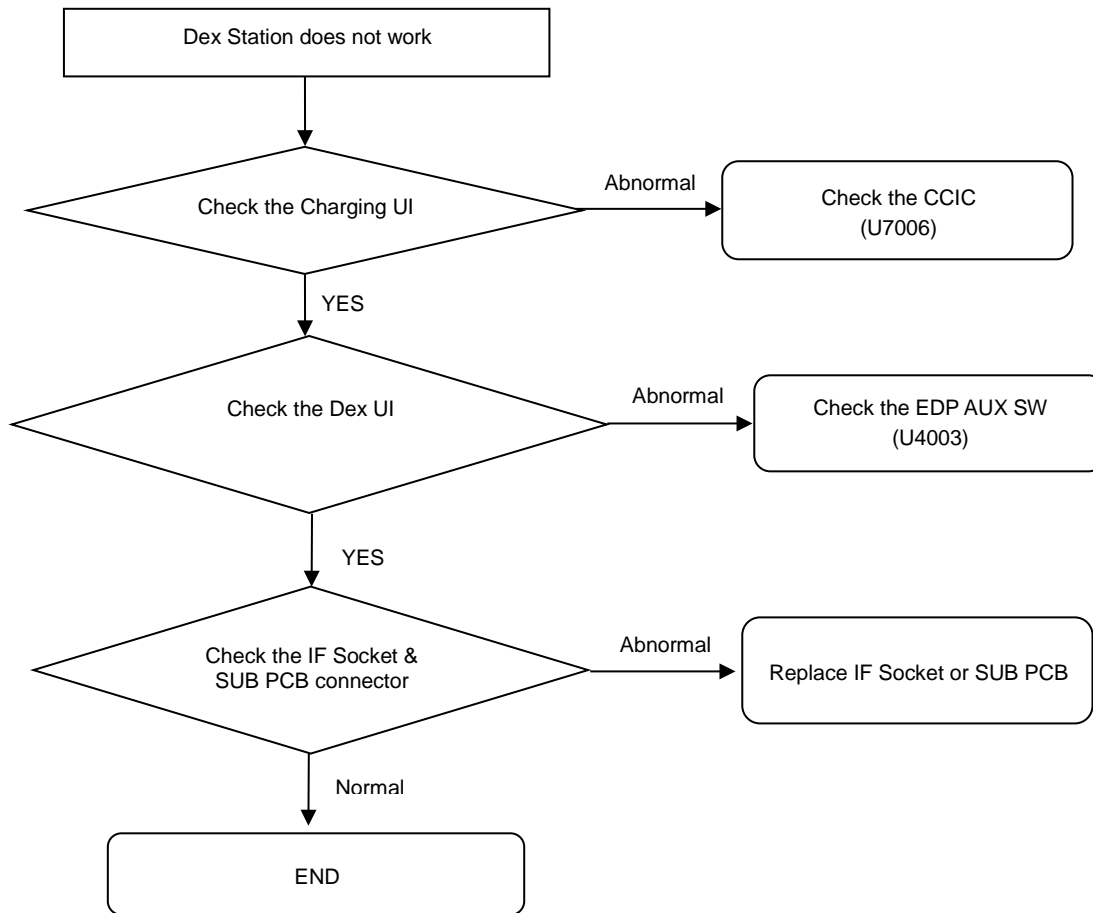 Dex Station does not work
Check the Charging UI
Abnormal
Check the CCIC
(U7006)
YES
Check the Dex UI
Abnormal
Check the EDP AUX SW
(U4003)
YES
Check the IF Socket &
SUB PCB connector
Abnormal
Replace IF Socket or SUB PCB
Normal
END